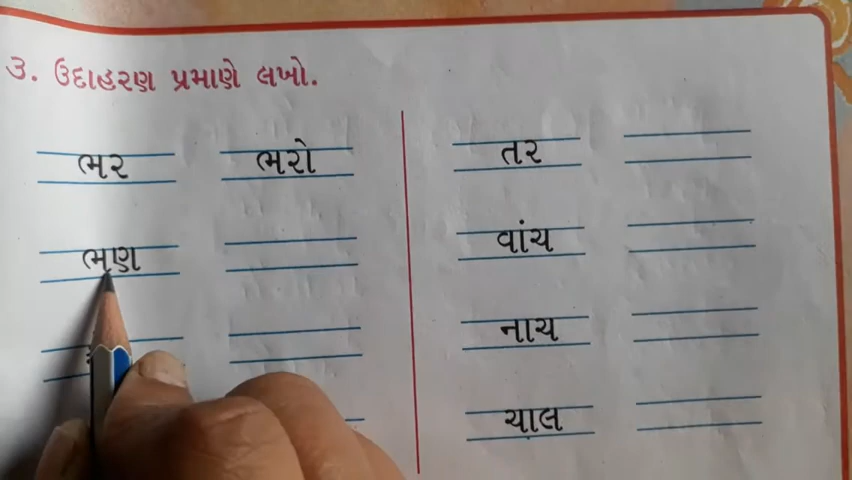 ૩. ઉદાહરણ પ્રમાણે લખો.
ભર ભરો
ભણ
તર
વાંચ
નાચ
ચાલ